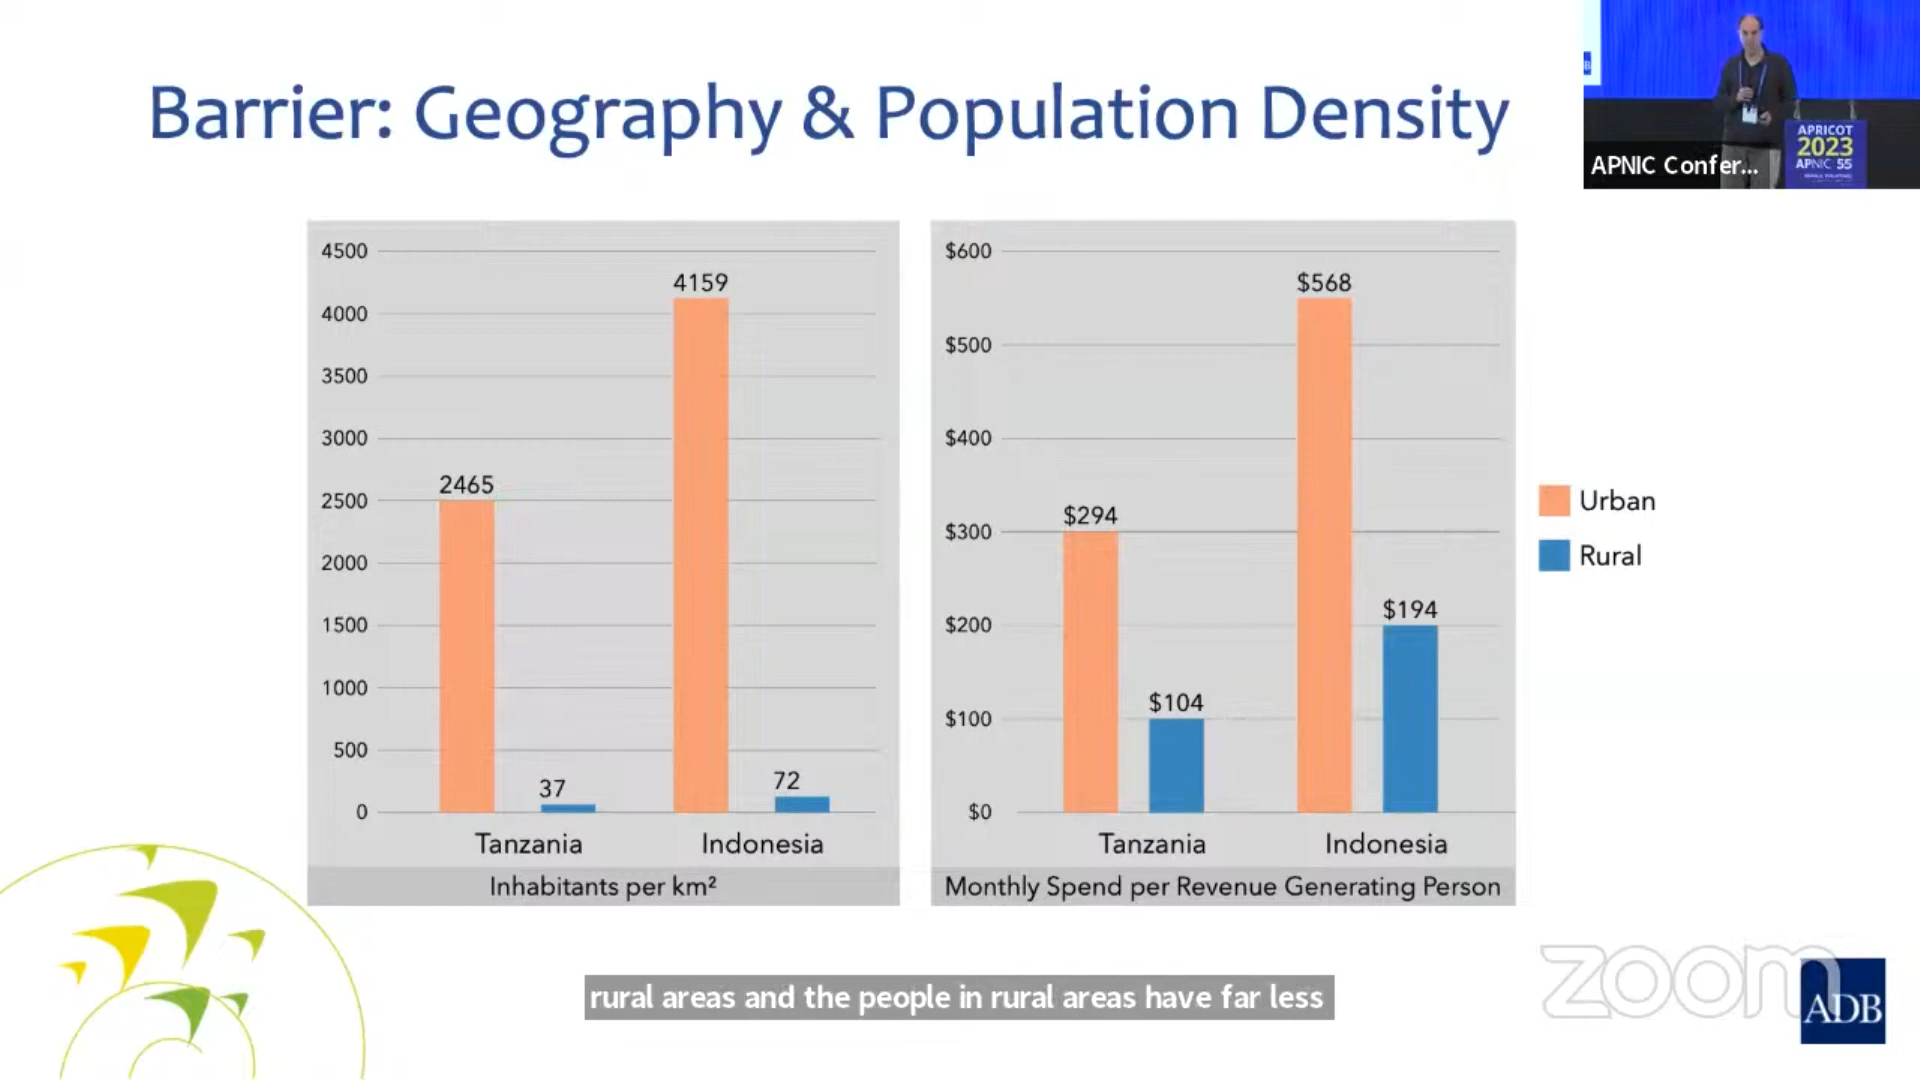 Barrier: Geography & Population Density
APRICOT
2023
APNIC 55
APNIC Confer...
B
4500
4000
3500
3000
2500
2000
1500
1000
500
0
2465
37
4159
72
Tanzania
Indonesia
Inhabitants per km²
$600
$500
$400
$300
$200
$100
$0
$294
$104
$568
$194
Tanzania
Indonesia
Monthly Spend per Revenue Generating Person
Urban
Rural
rural areas and the people in rural areas have far less
zoom
ADB